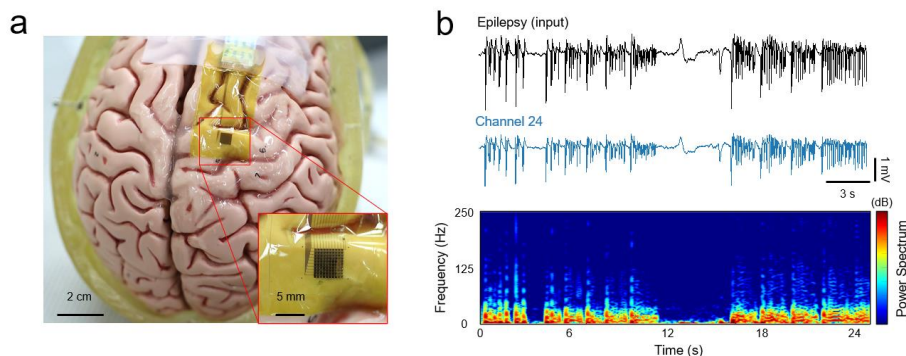 a
2 cm
5 mm
b
Epilepsy (input)
Channel 24
1 mV
3 s
(dB)
250
125
0
Frequency (Hz)
Power Spectrum
0
6
12
18
24
Time (s)